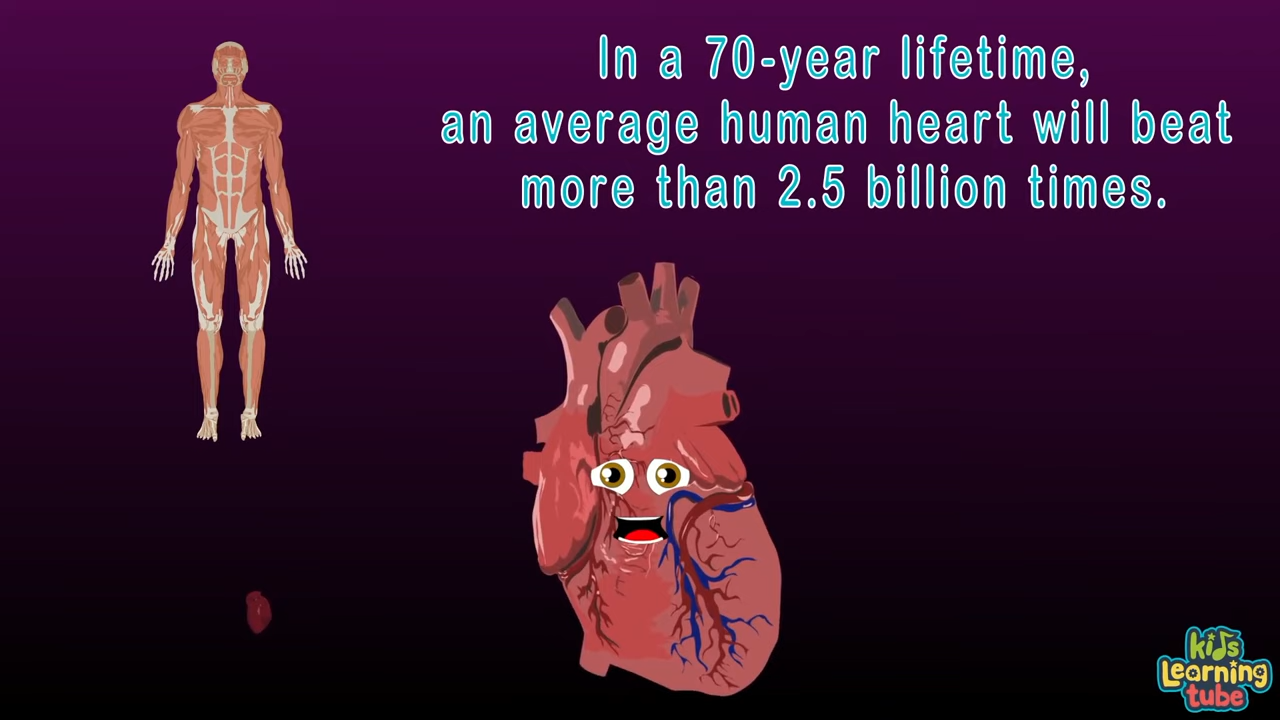 In a 70-year lifetime,
an average human heart will beat
more than 2.5 billion times.
kids
Learning
tube